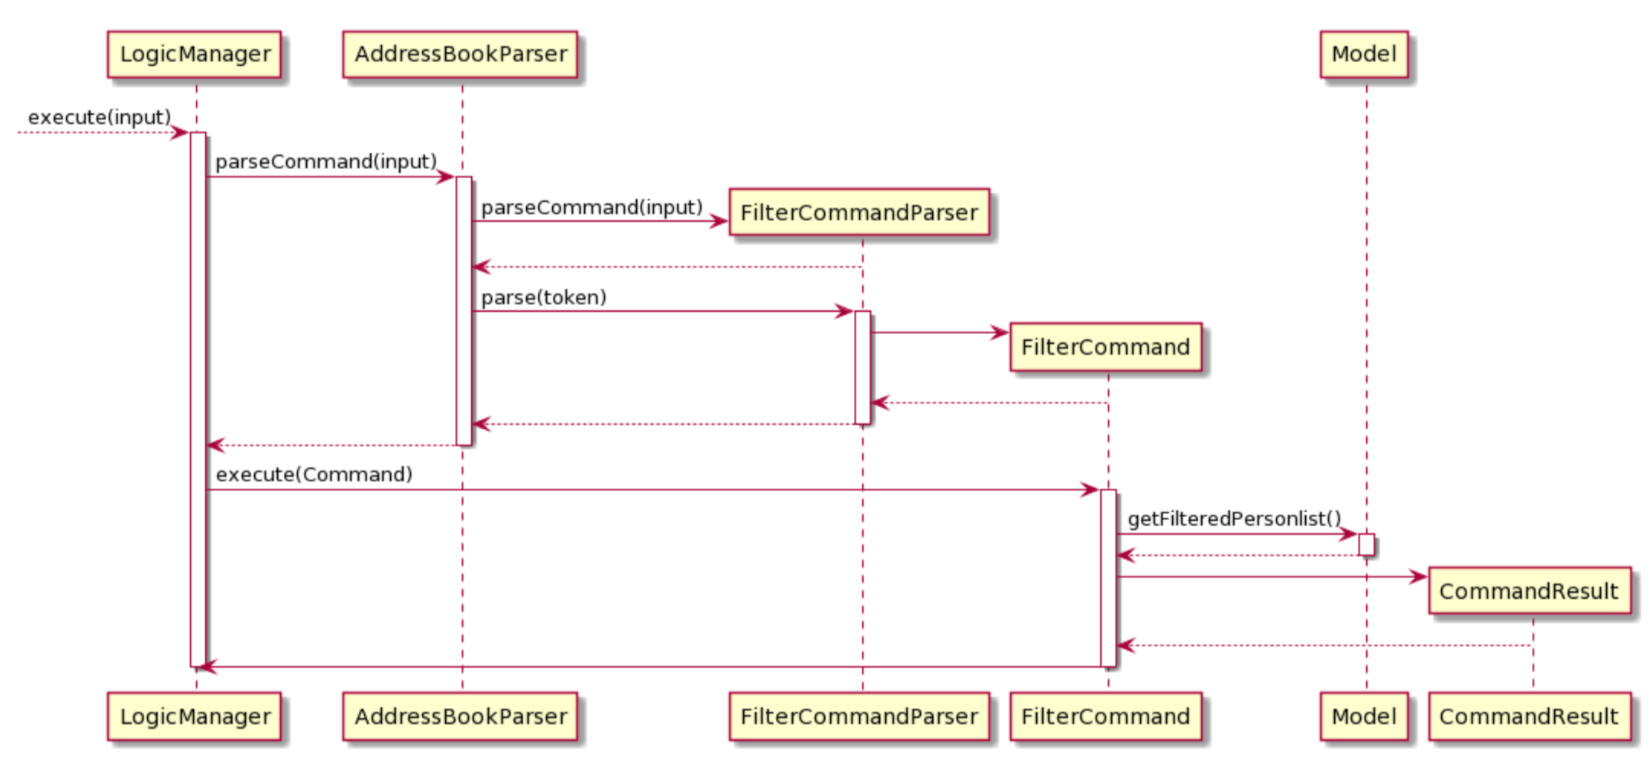 LogicManager
AddressBookParser
Model
execute(input)
parseCommand(input)
parseCommand(input)
FilterCommandParser
parse(token)
FilterCommand
execute(Command)
getFilteredPersonlist()
CommandResult
LogicManager
AddressBookParser
FilterCommandParser
FilterCommand
Model
CommandResult